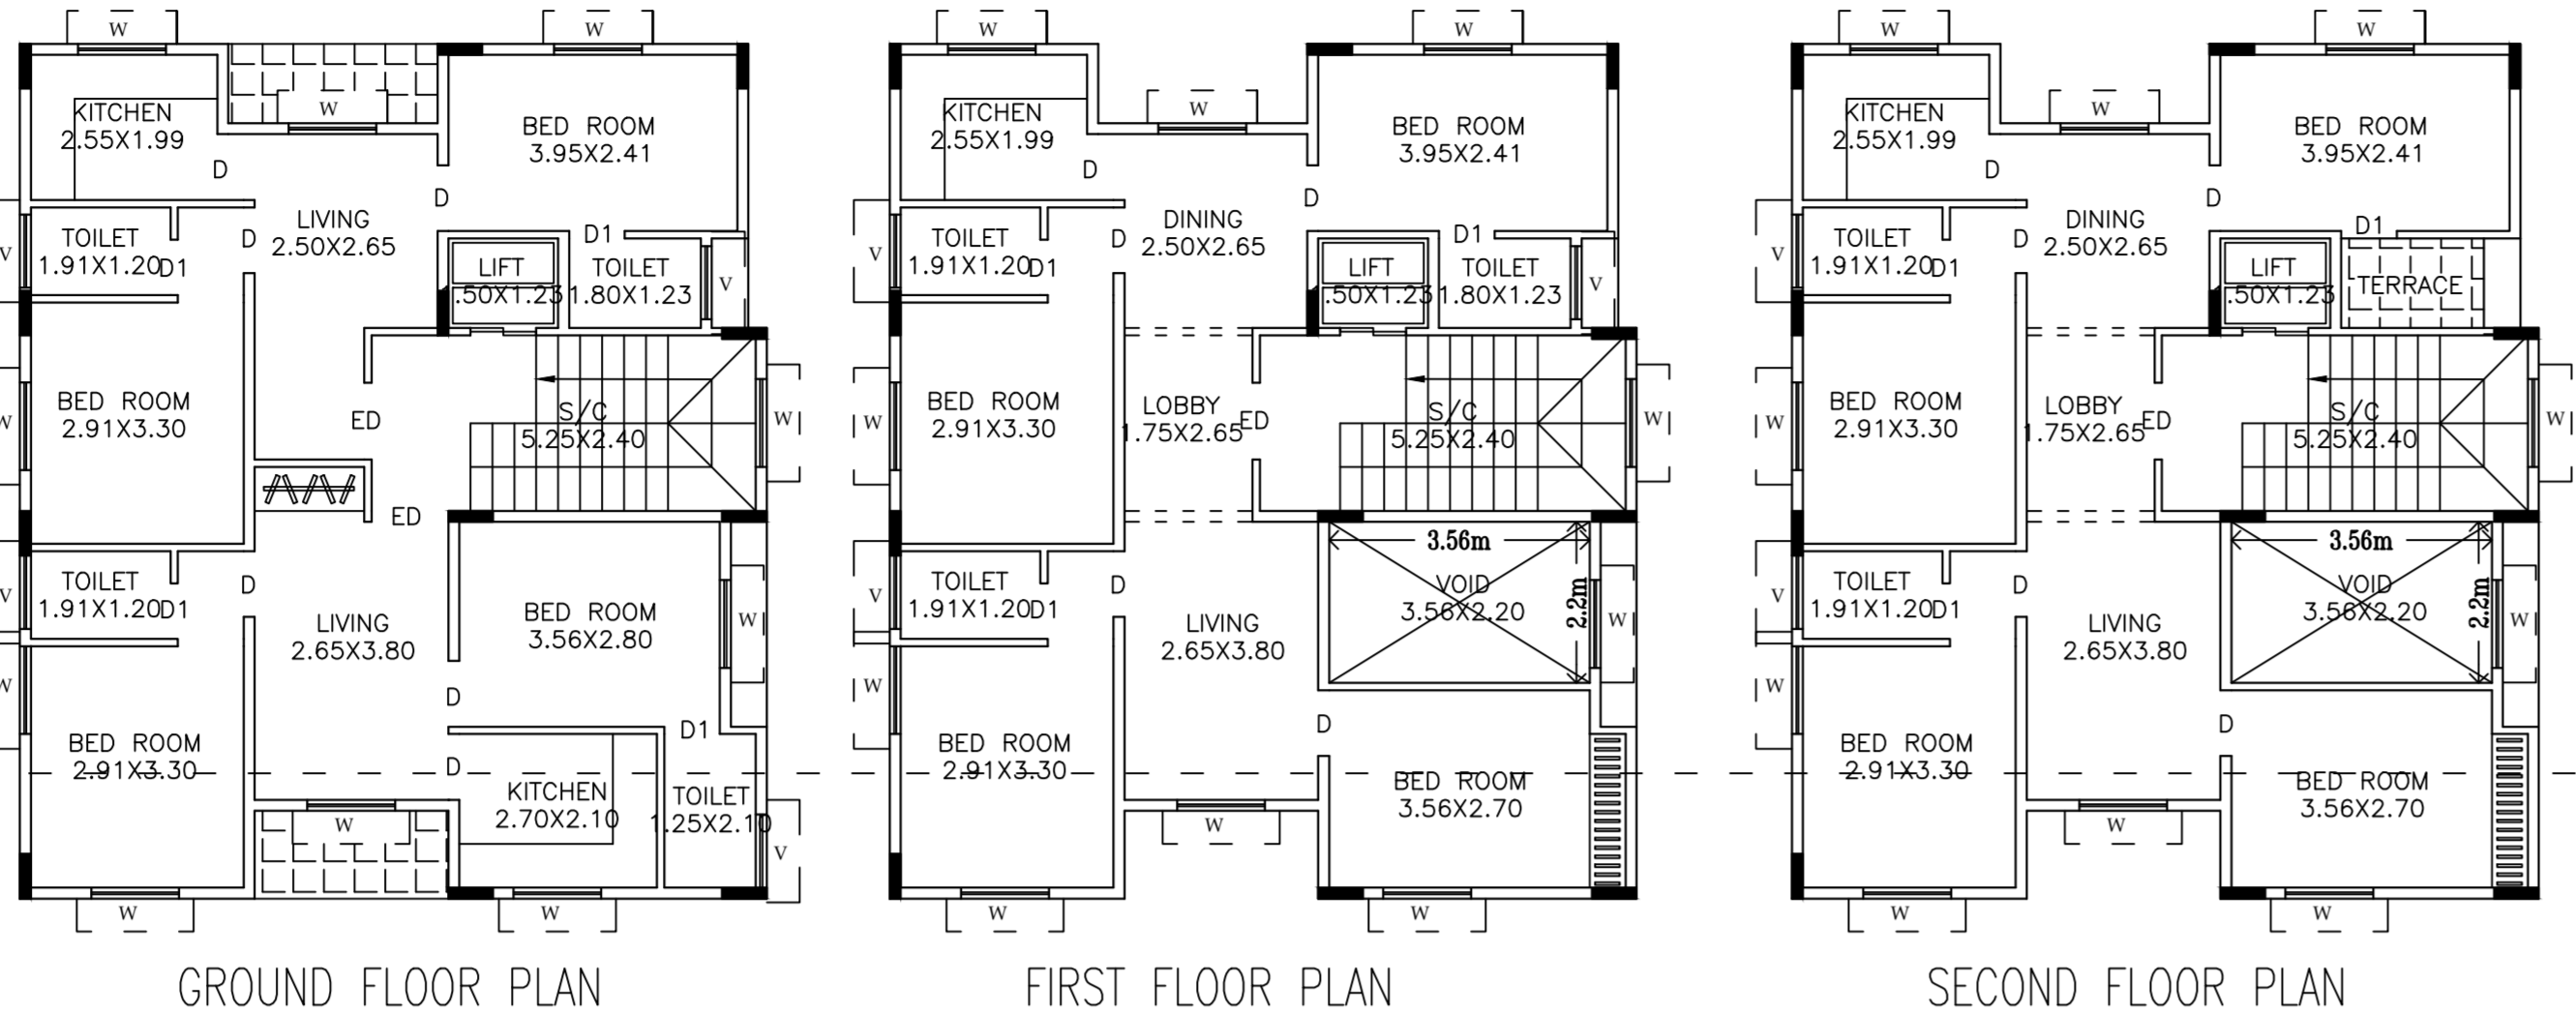 W
W
W
KITCHEN
2.55X1.99
BED ROOM
3.95X2.41
D
D
LIVING
2.50X2.65
D
D1
V
TOILET
1.91X1.20
D1
LIFT
.50X1.23
TOILET
1.80X1.23
V
BED ROOM
2.91X3.30
W
ED
S/C
5.25X2.40
W
ED
V
TOILET
1.91X1.20
D1
D
LIVING
2.65X3.80
BED ROOM
3.56X2.80
W
W
D
D1
BED ROOM
2.91X3.30
D
KITCHEN
2.70X2.10
TOILET
1.25X2.10
V
W
W
W
GROUND FLOOR PLAN
W
W
W
KITCHEN
2.55X1.99
BED ROOM
3.95X2.41
D
D
DINING
2.50X2.65
D
D1
V
TOILET
1.91X1.20
D1
LIFT
.50X1.23
TOILET
1.80X1.23
V
W
BED ROOM
2.91X3.30
LOBBY
1.75X2.65
ED
S/C
5.25X2.40
W
3.56m
V
TOILET
1.91X1.20
D1
D
LIVING
2.65X3.80
VOID
3.56X2.20
2.2m
W
W
D
BED ROOM
2.91X3.30
BED ROOM
3.56X2.70
W
W
W
FIRST FLOOR PLAN
W
W
W
KITCHEN
2.55X1.99
BED ROOM
3.95X2.41
D
D
DINING
2.50X2.65
D
D1
V
TOILET
1.91X1.20
D1
LIFT
.50X1.23
TERRACE
W
BED ROOM
2.91X3.30
LOBBY
1.75X2.65
ED
S/C
5.25X2.40
W
3.56m
V
TOILET
1.91X1.20
D1
D
LIVING
2.65X3.80
VOID
3.56X2.20
2.2m
W
W
D
BED ROOM
2.91X3.30
BED ROOM
3.56X2.70
W
W
W
SECOND FLOOR PLAN